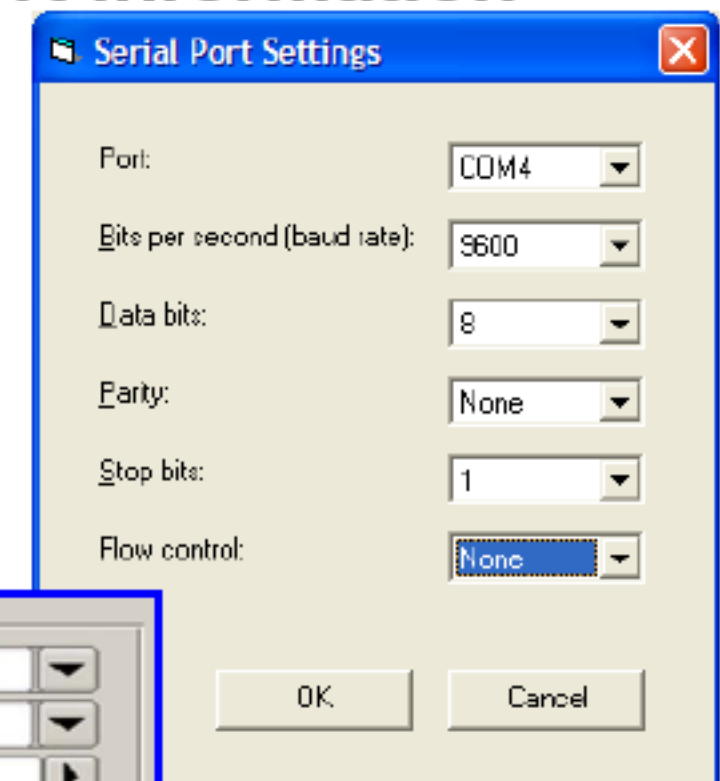 Serial Port Settings
Port: COM4
Bits per second (baud rate): 9600
Data bits: 8
Parity: None
Stop bits: 1
Flow control: None
OK Cancel